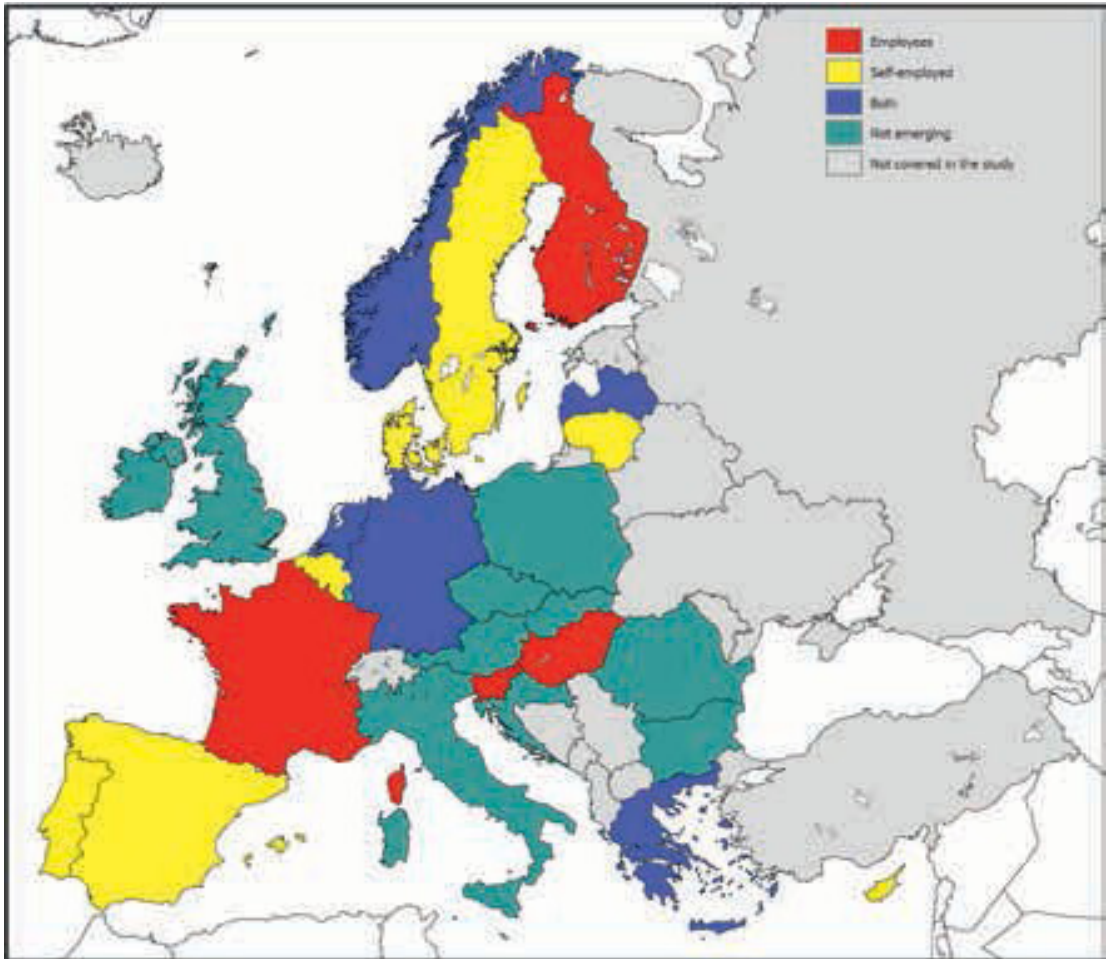 Employees
Self-employed
Both
Not emerging
Not covered in the study